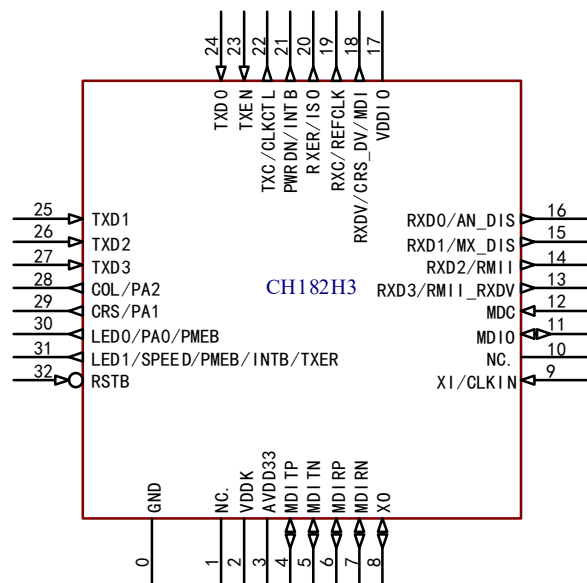 24
23
22
21
20
19
18
17
TXD0
TXEN
TXC/CLKCTL
PWRDN/INTB
RXER/ISO
RXC/REFCLK
RXDV/CRS_DV/MDI
VDDIO
25 TXD1
26 TXD2
27 TXD3
28 COL/PA2
29 CRS/PA1
30 LED0/PA0/PMEB
31 LED1/SPEED/PMEB/INTB/TXER
32 RSTB
CH182H3
RXD0/AN_DIS 16
RXD1/MX_DIS 15
RXD2/RMII 14
RXD3/RMII_RXDV 13
MDC 12
MDIO 11
NC. 10
XI/CLKIN 9
GND
NC.
VDDK
AVDD33
MDITP
MDITN
MDIRP
MDIRN
XO
0
1
2
3
4
5
6
7
8